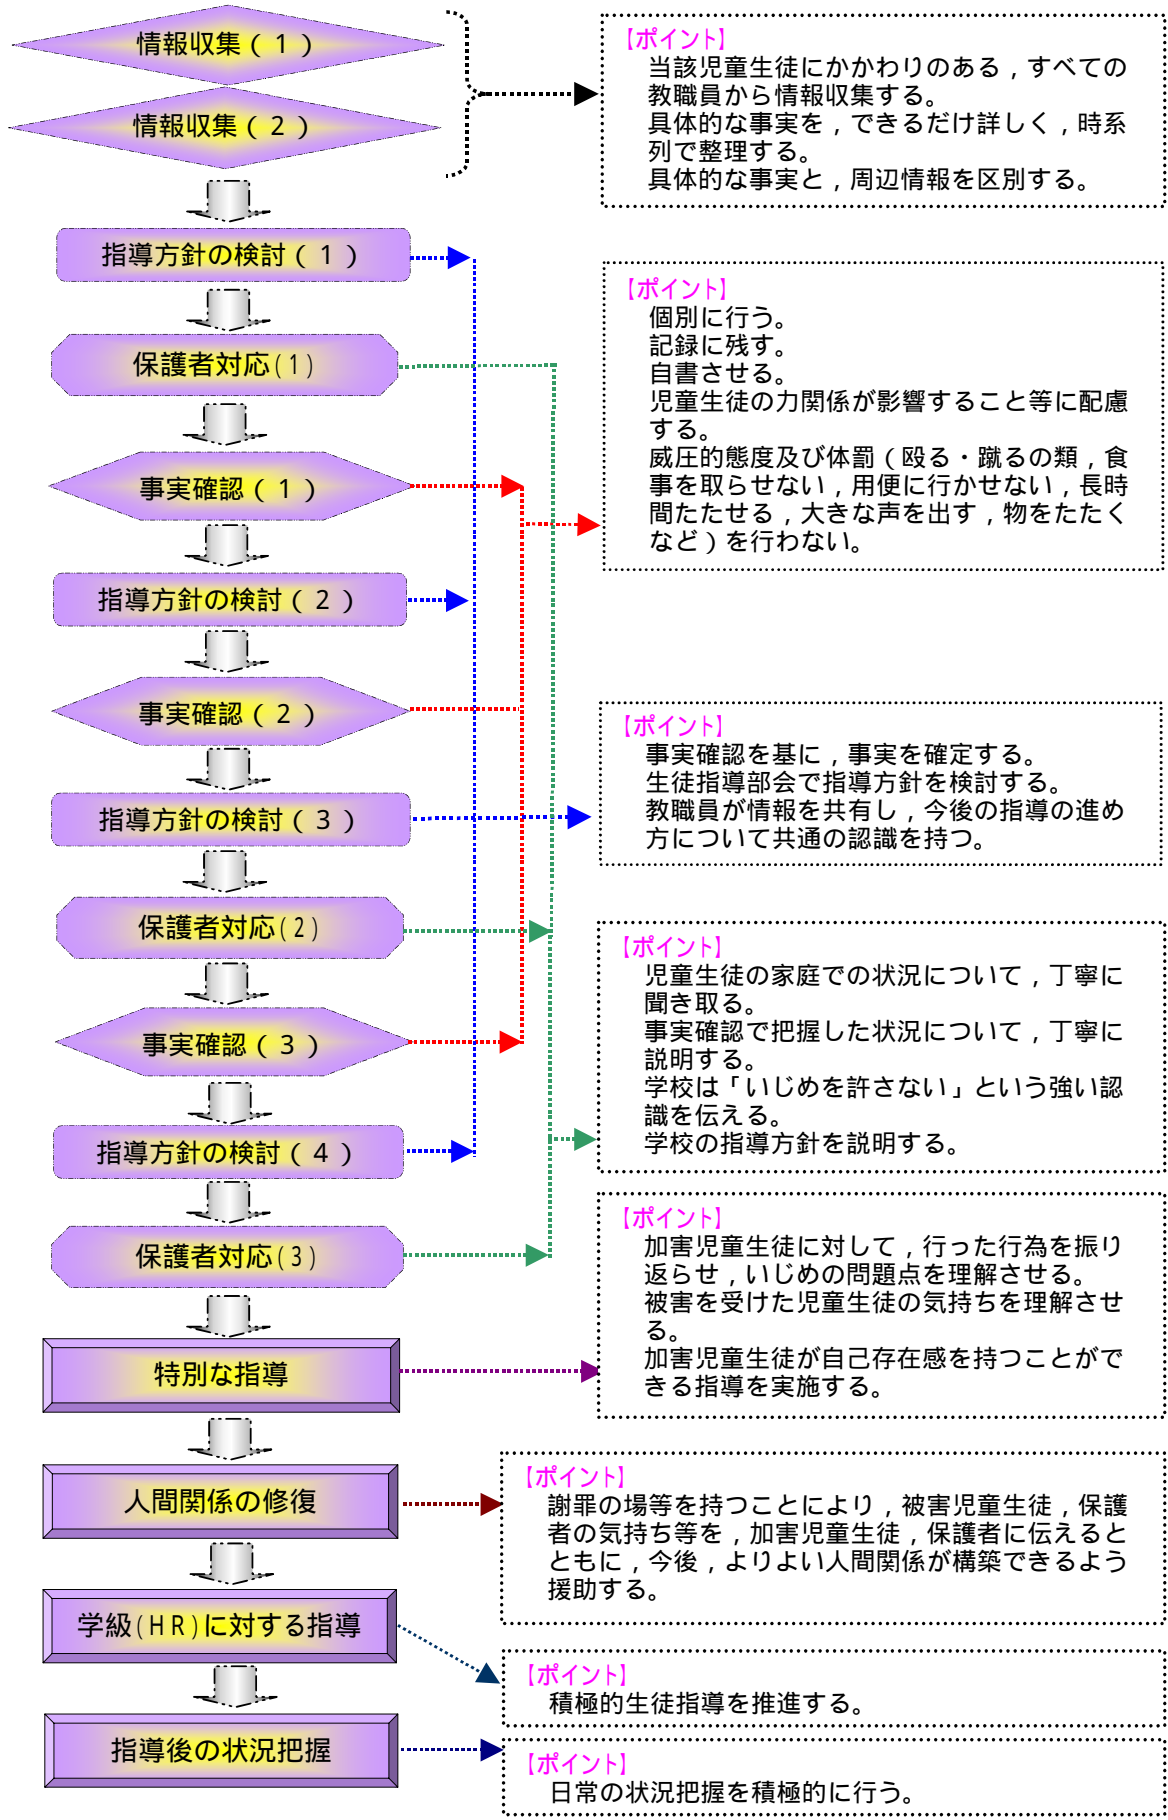 情報収集（１）
情報収集（２）
【ポイント】
当該児童生徒にかかわりのある，すべての
教職員から情報収集する。
具体的な事実を，できるだけ詳しく，時系
列で整理する。
具体的な事実と，周辺情報を区別する。
指導方針の検討（１）
保護者対応(1)
事実確認（１）
【ポイント】
個別に行う。
記録に残す。
自書させる。
児童生徒の力関係が影響すること等に配慮
する。
威圧的態度及び体罰（殴る・蹴るの類，食
事を取らせない，用便に行かせない，長時
間たたせる，大きな声を出す，物をたたく
など）を行わない。
指導方針の検討（２）
事実確認（２）
指導方針の検討（３）
【ポイント】
事実確認を基に，事実を確定する。
生徒指導部会で指導方針を検討する。
教職員が情報を共有し，今後の指導の進め
方について共通の認識を持つ。
保護者対応(2)
事実確認（３）
指導方針の検討（４）
保護者対応(3)
【ポイント】
児童生徒の家庭での状況について，丁寧に
聞き取る。
事実確認で把握した状況について，丁寧に
説明する。
学校は「いじめを許さない」という強い認
識を伝える。
学校の指導方針を説明する。
特別な指導
【ポイント】
加害児童生徒に対して，行った行為を振り
返らせ，いじめの問題点を理解させる。
被害を受けた児童生徒の気持ちを理解させ
る。
加害児童生徒が自己存在感を持つことがで
きる指導を実施する。
人間関係の修復
【ポイント】
謝罪の場等を持つことにより，被害児童生徒，保護
者の気持ち等を，加害児童生徒，保護者に伝えると
ともに，今後，よりよい人間関係が構築できるよう
援助する。
学級(HR)に対する指導
【ポイント】
積極的生徒指導を推進する。
指導後の状況把握
【ポイント】
日常の状況把握を積極的に行う。